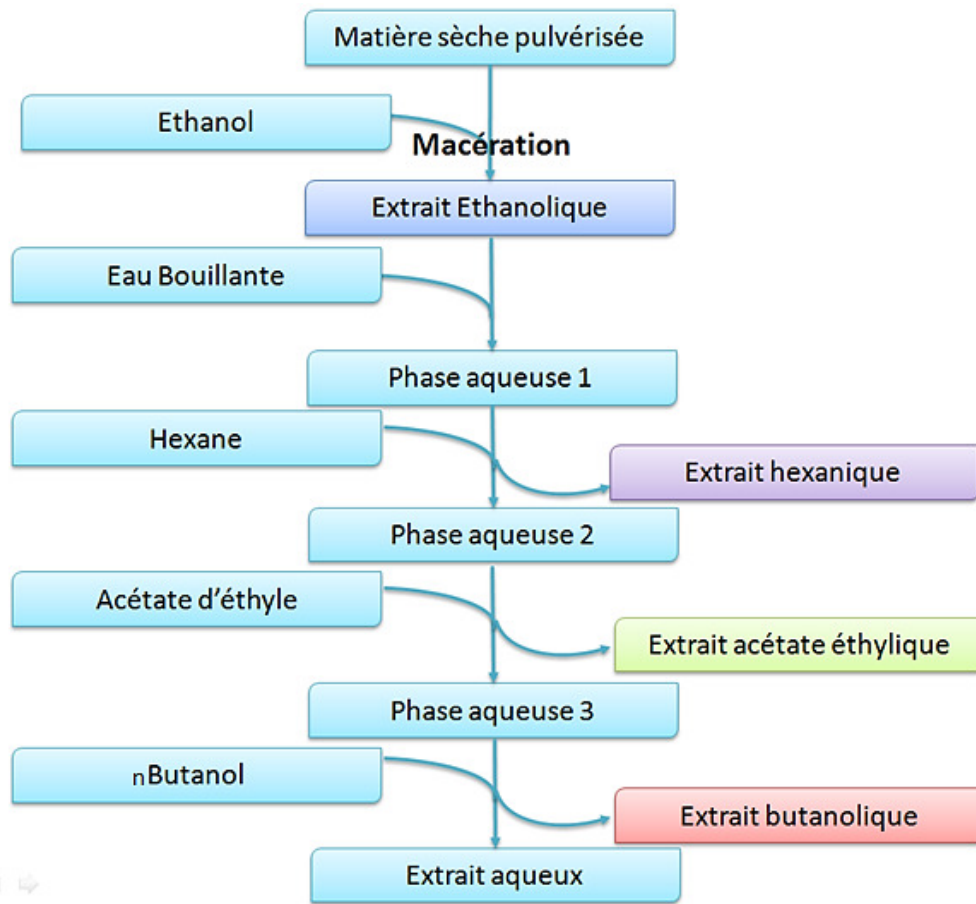 Matière sèche pulvérisée
Ethanol
Macération
Extrait Ethanolique
Eau Bouillante
Phase aqueuse 1
Hexane
Extrait hexanique
Phase aqueuse 2
Acétate d'éthyle
Extrait acétate éthylique
Phase aqueuse 3
nButanol
Extrait butanolique
Extrait aqueux